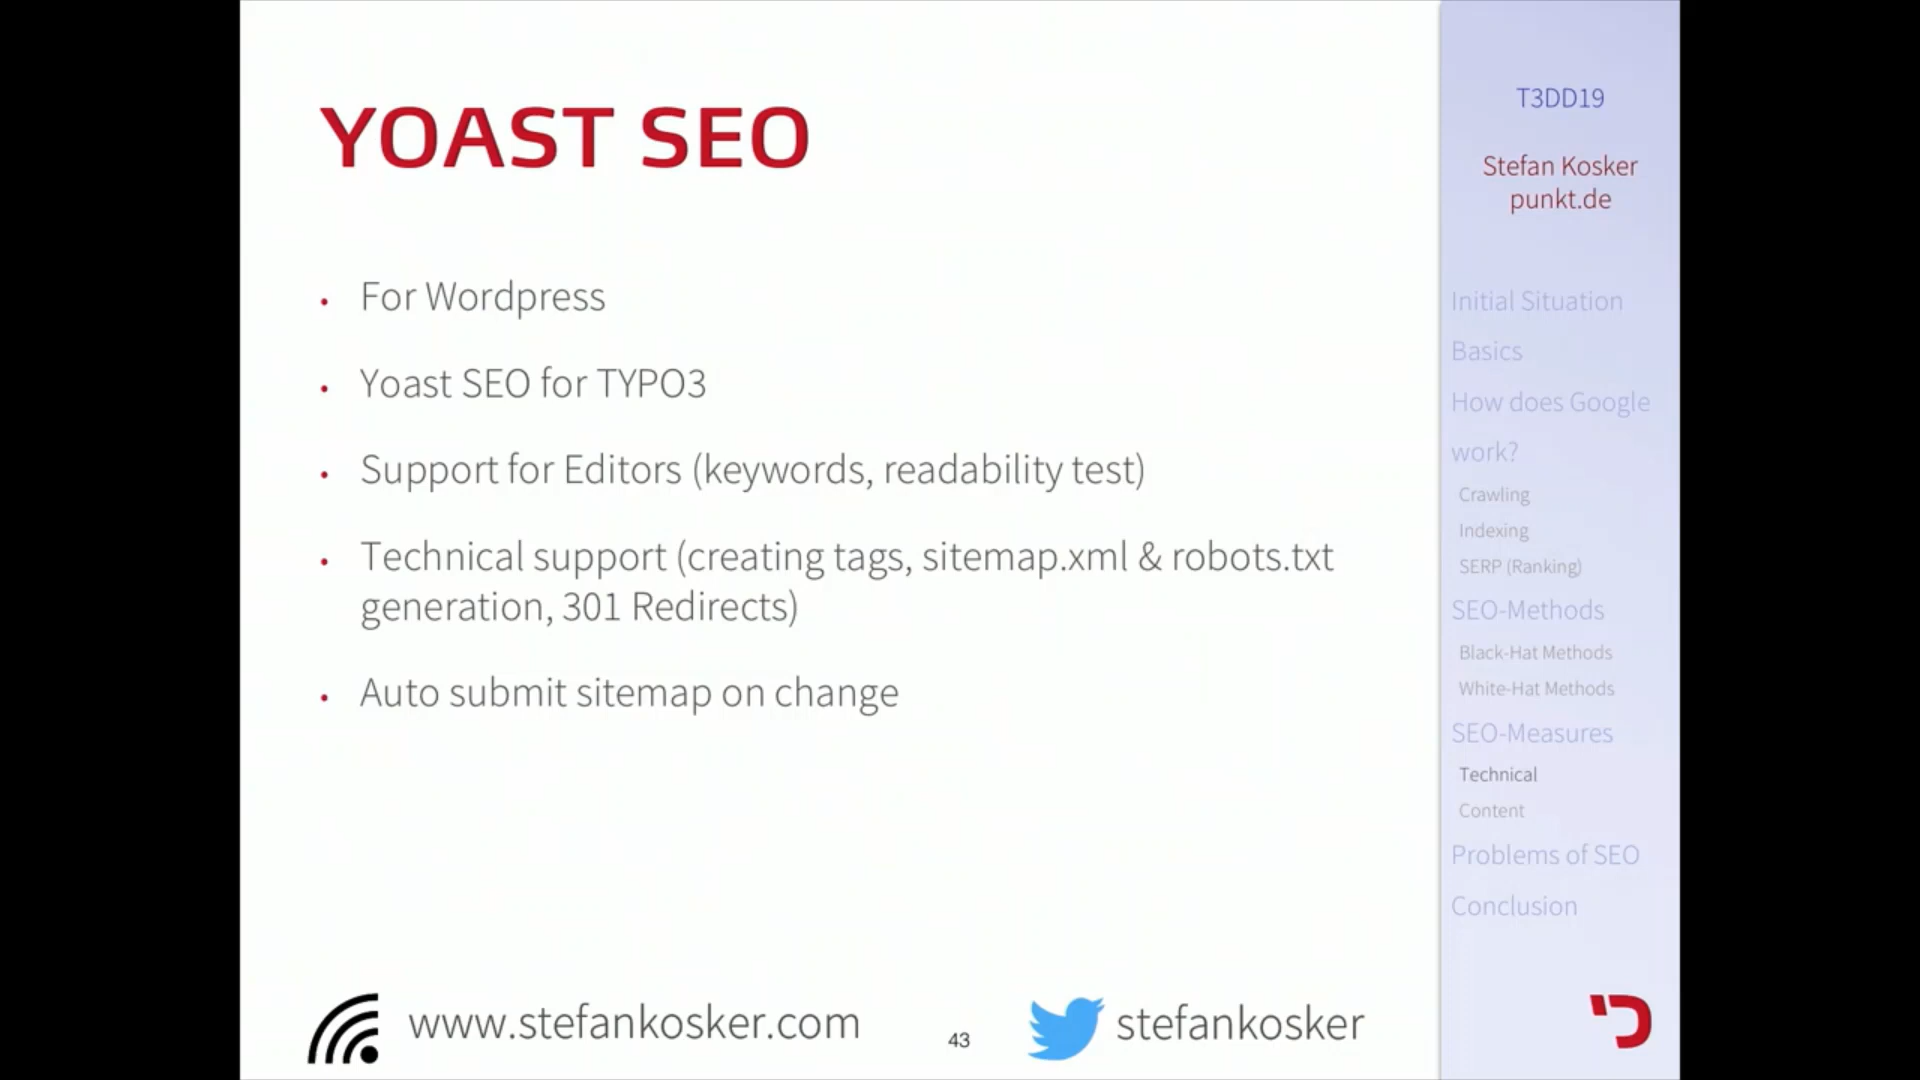 YOAST SEO
• For Wordpress
• Yoast SEO for TYPO3
• Support for Editors (keywords, readability test)
• Technical support (creating tags, sitemap.xml & robots.txt
generation, 301 Redirects)
• Auto submit sitemap on change
www.stefankosker.com
43
stefankosker
T3DD19
Stefan Kosker
punkt.de
Initial Situation
Basics
How does Google
work?
Crawling
Indexing
SERP (Ranking)
SEO-Methods
Black-Hat Methods
White-Hat Methods
SEO-Measures
Technical
Content
Problems of SEO
Conclusion